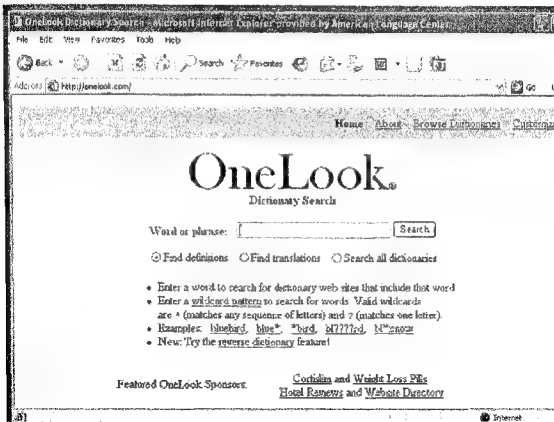 OneLook Dictionary Search - Microsoft Internet Explorer provided by American Language Center
File Edit View Favorites Tools Help
Back Search Favorites
Address http://onelook.com/ Go
Home About Browse Dictionaries
OneLook®
Dictionary Search
Word or phrase: Search
Find definitions Find translations Search all dictionaries
• Enter a word to search for dictionary web sites that include that word
• Enter a wildcard pattern to search for words. Valid wildcards
are * (matches any sequence of letters) and ? (matches one letter).
• Examples: bluebird, blue*, *bird, bl????rd,
• New: Try the reverse dictionary feature!
Featured OneLook Sponsors: Cortislim and Weight Loss Pills
Hotel Reviews and Website Directory
Internet